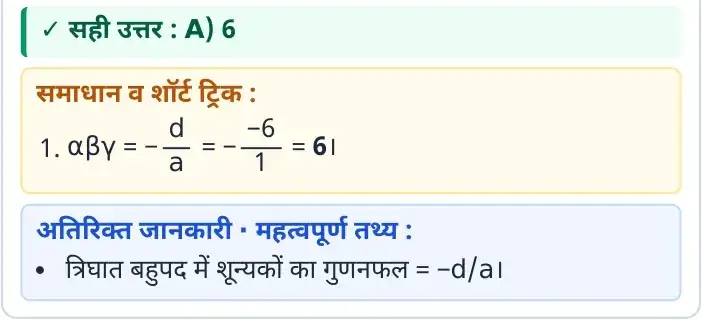 ✓ सही उत्तर : A) 6
समाधान व शॉर्ट ट्रिक :
1. αβγ = −d/a = −−6/1 = 6।
अतिरिक्त जानकारी · महत्वपूर्ण तथ्य :
• त्रिघात बहुपद में शून्यकों का गुणनफल = −d/a।